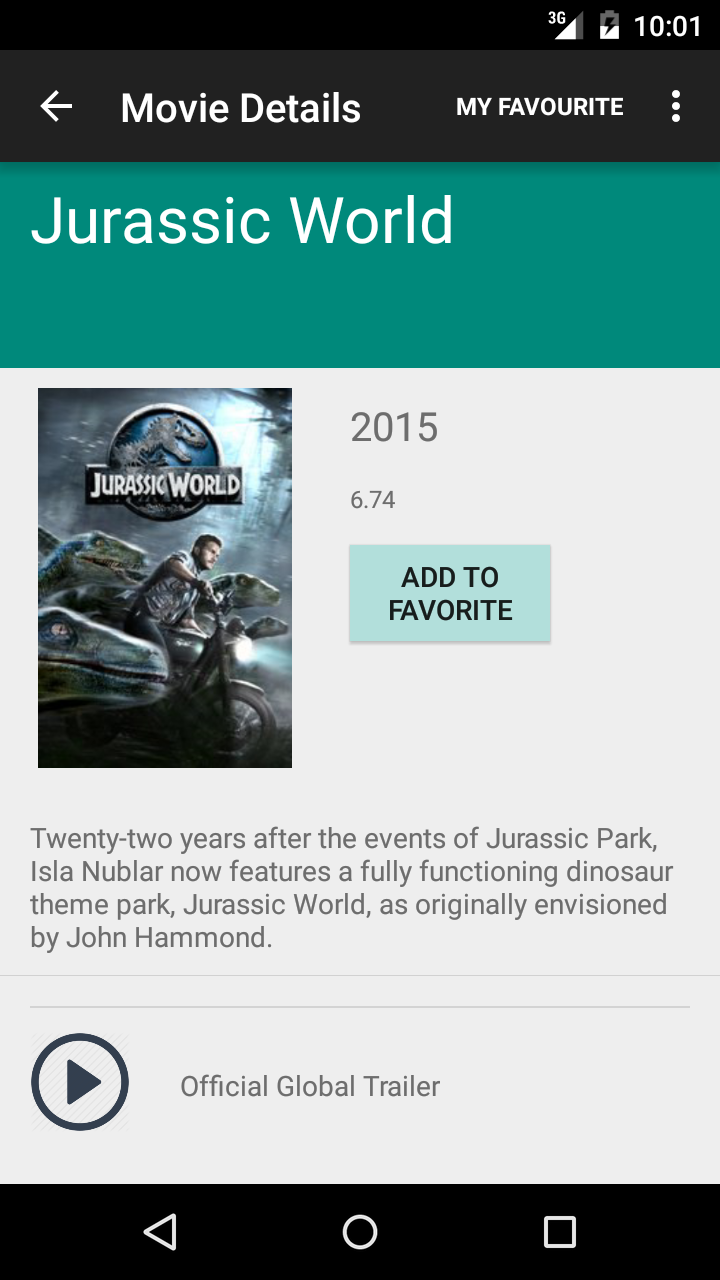 3G 10:01
Movie Details MY FAVOURITE
Jurassic World
JURASSIC WORLD
2015
6.74
ADD TO
FAVORITE
Twenty-two years after the events of Jurassic Park,
Isla Nublar now features a fully functioning dinosaur
theme park, Jurassic World, as originally envisioned
by John Hammond.
Official Global Trailer